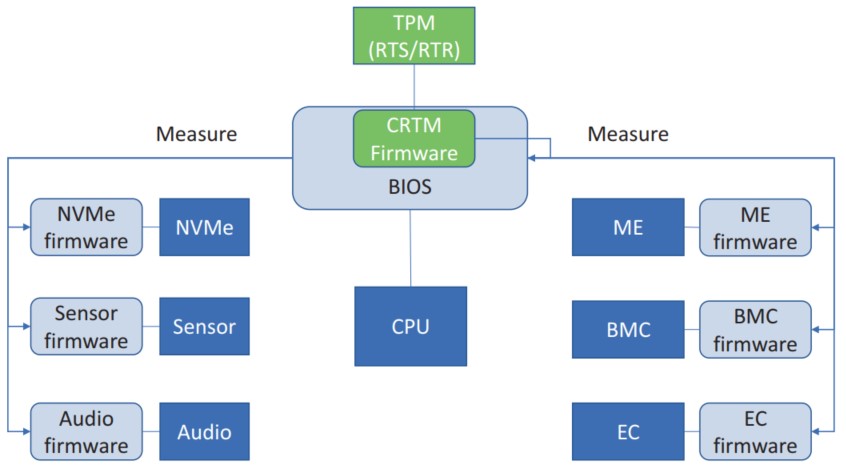 TPM
(RTS/RTR)
Measure
CRTM
Firmware
BIOS
Measure
NVMe
firmware
NVMe
ME
ME
firmware
Sensor
firmware
Sensor
CPU
BMC
BMC
firmware
Audio
firmware
Audio
EC
EC
firmware